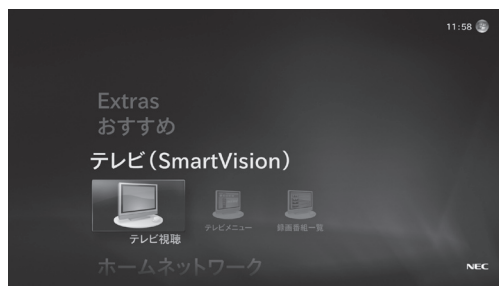 11:58
Extras
おすすめ
テレビ（SmartVision）
テレビ視聴
テレビメニュー
録画番組一覧
ホームネットワーク
NEC